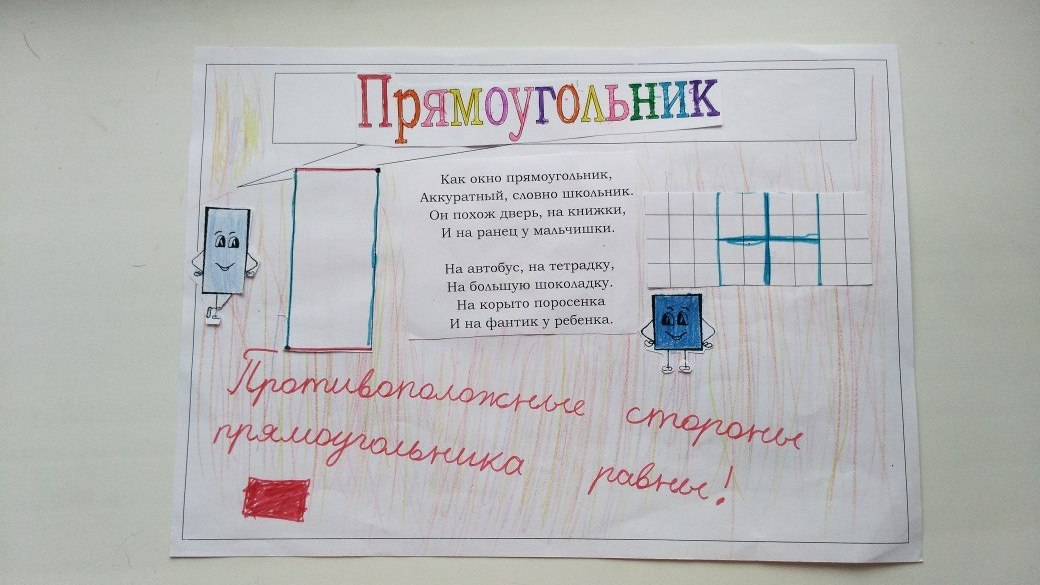 Прямоугольник
Как окно прямоугольник,
Аккуратный, словно школьник.
Он похож дверь, на книжки,
И на ранец у мальчишки.
На автобус, на тетрадку,
На большую шоколадку.
На корыто поросенка
И на фантик у ребенка.
Противоположные стороны
прямоугольника равны!